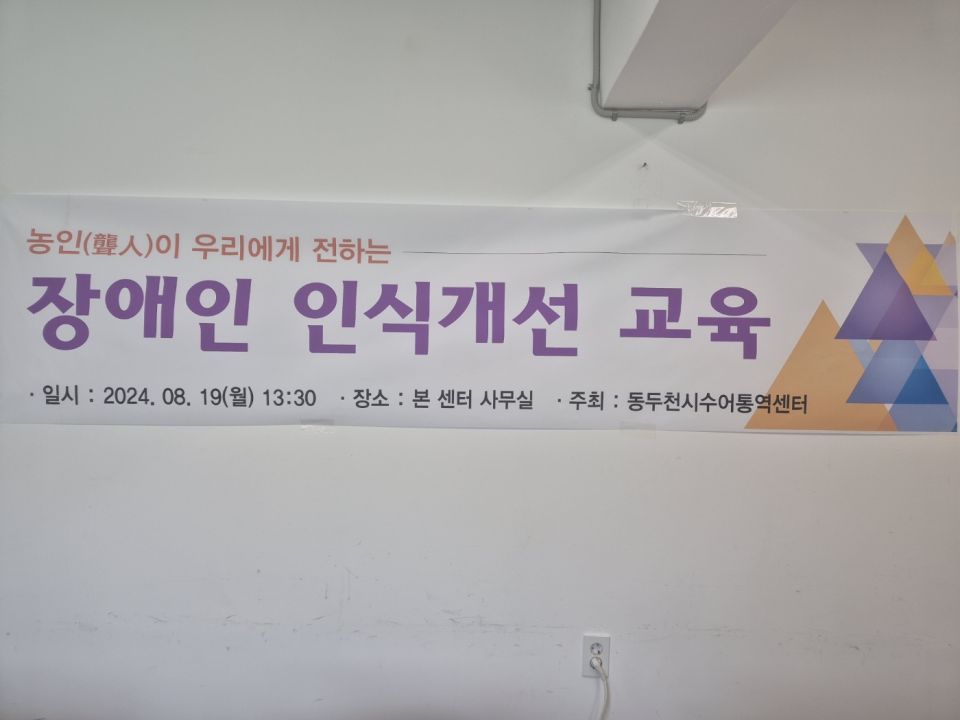 농인(聾人)이 우리에게 전하는
장애인 인식개선 교육
· 일시 : 2024. 08. 19(월) 13:30 · 장소 : 본 센터 사무실 · 주최 : 동두천시수어통역센터